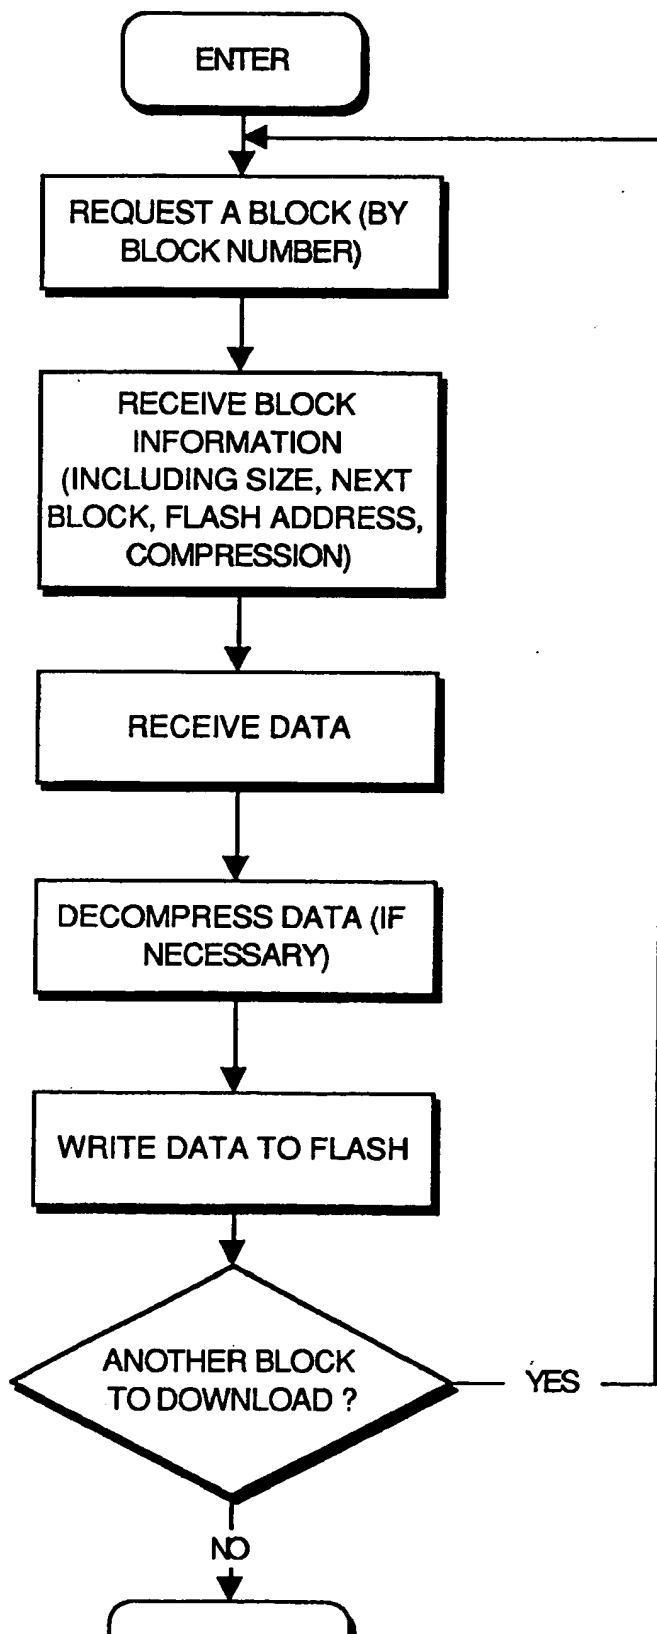 ENTER
REQUEST A BLOCK (BY
BLOCK NUMBER)
RECEIVE BLOCK
INFORMATION
(INCLUDING SIZE, NEXT
BLOCK, FLASH ADDRESS,
COMPRESSION)
RECEIVE DATA
DECOMPRESS DATA (IF
NECESSARY)
WRITE DATA TO FLASH
ANOTHER BLOCK
TO DOWNLOAD ?
YES
NO